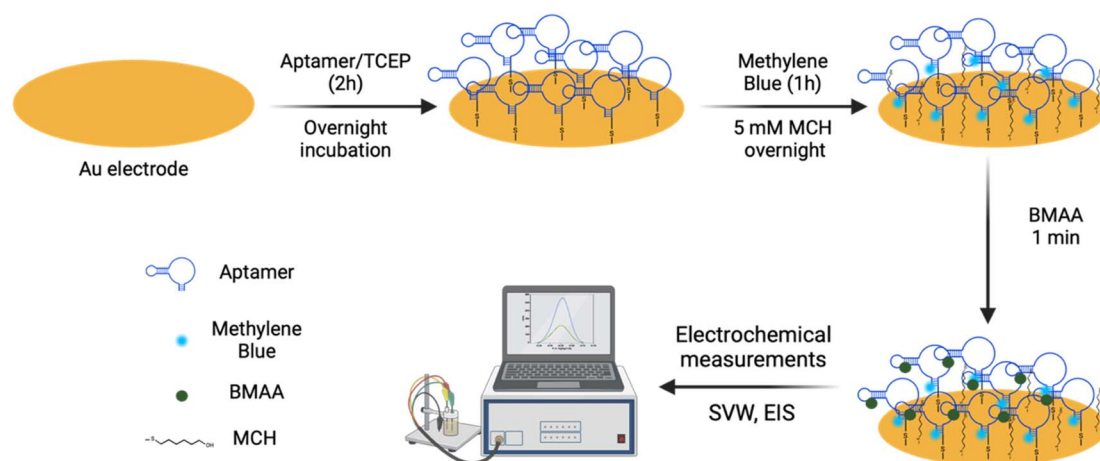 Aptamer/TCEP
(2h)
Overnight
incubation
Methylene
Blue (1h)
5 mM MCH
overnight
Au electrode
BMAA
1 min
Aptamer
Methylene
Blue
BMAA
MCH
Electrochemical
measurements
SVW, EIS